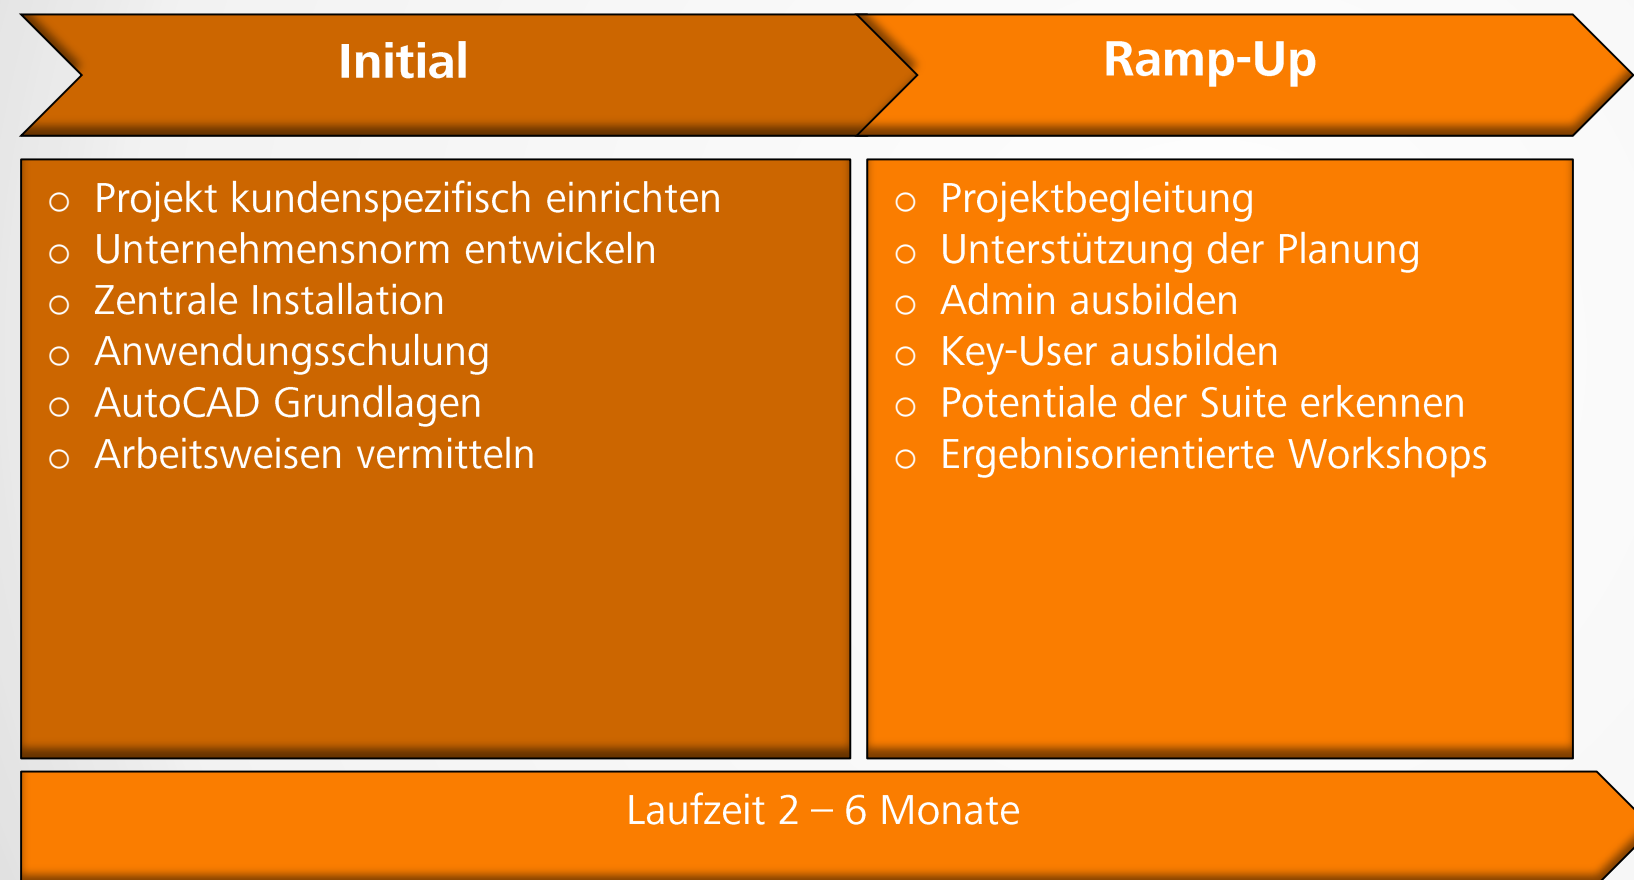 Initial
Ramp-Up
Projekt kundenspezifisch einrichten
Unternehmensnorm entwickeln
Zentrale Installation
Anwendungsschulung
AutoCAD Grundlagen
Arbeitsweisen vermitteln
Projektbegleitung
Unterstützung der Planung
Admin ausbilden
Key-User ausbilden
Potentiale der Suite erkennen
Ergebnisorientierte Workshops
Laufzeit 2 – 6 Monate